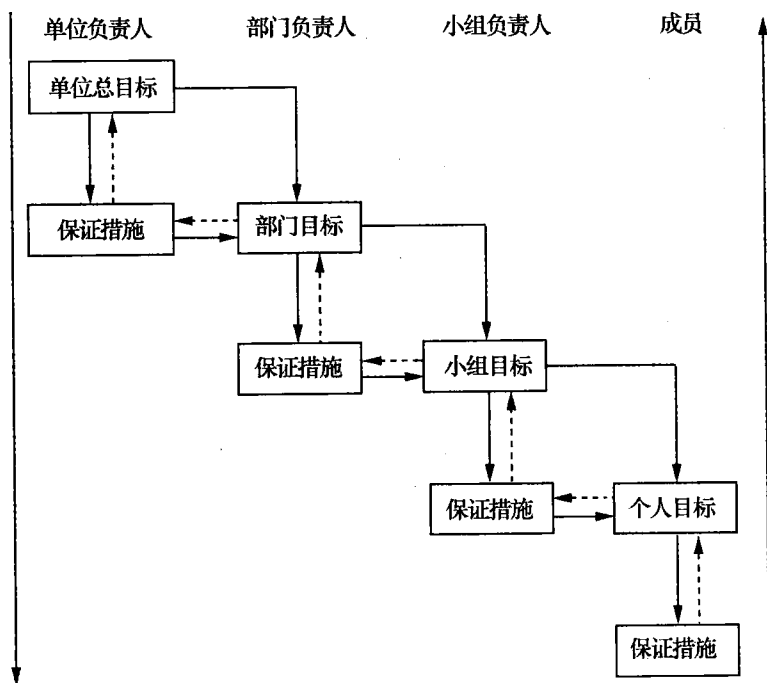 单位负责人 部门负责人 小组负责人 成员
单位总目标
保证措施 部门目标
保证措施 小组目标
保证措施 个人目标
保证措施